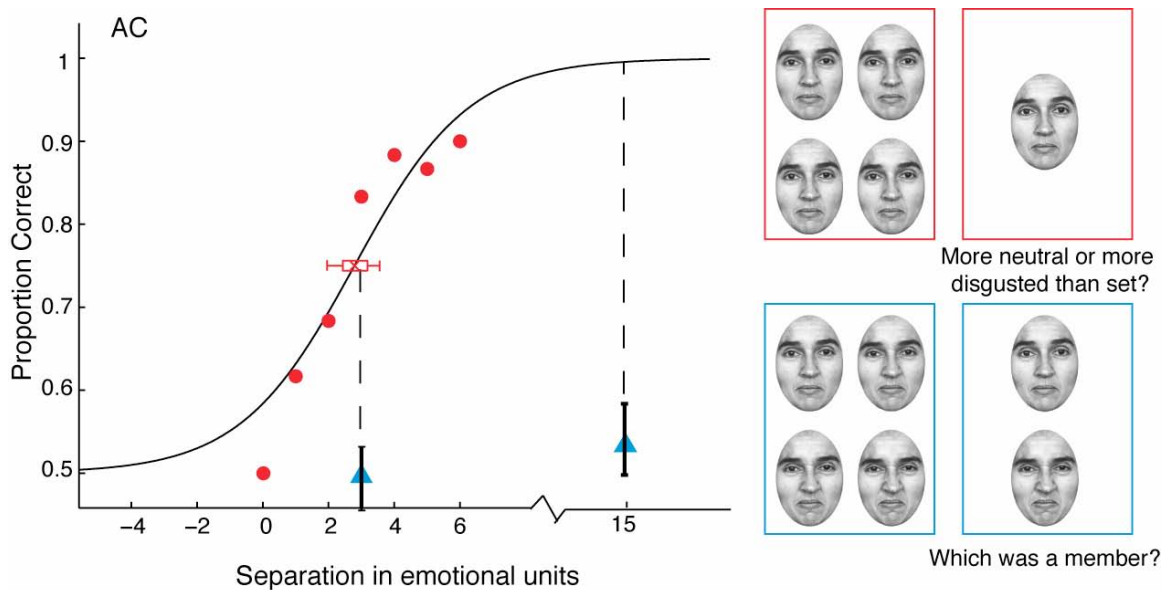 AC
1
0.9
0.8
0.7
0.6
0.5
Proportion Correct
−4 −2 0 2 4 6 15
Separation in emotional units
More neutral or more
disgusted than set?
Which was a member?